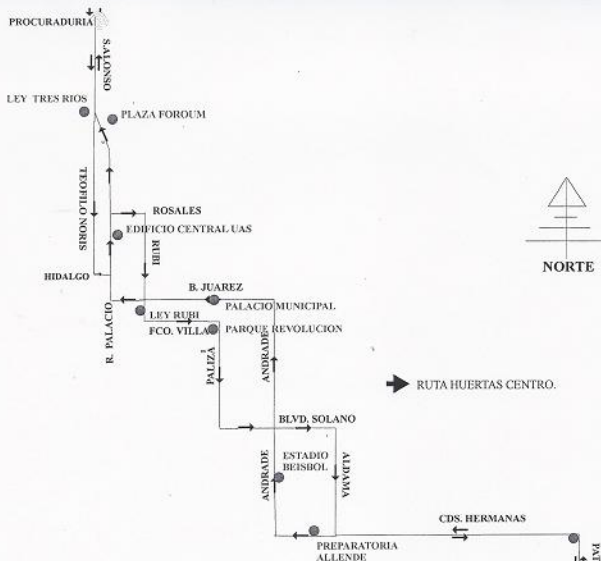 PROCURADURIA
S.ALONSO
LEY TRES RIOS
PLAZA FOROUM
TEOFILO NORIS
ROSALES
EDIFICIO CENTRAL UAS
RUBI
HIDALGO
NORTE
B. JUAREZ
PALACIO MUNICIPAL
R. PALACIO
LEY RUBI
FCO. VILLA
PARQUE REVOLUCION
PALIZA
ANDRADE
RUTA HUERTAS CENTRO.
BLVD. SOLANO
ESTADIO
BEISBOL
ANDRADE
ALDAMA
CDS. HERMANAS
PREPARATORIA
ALLENDE